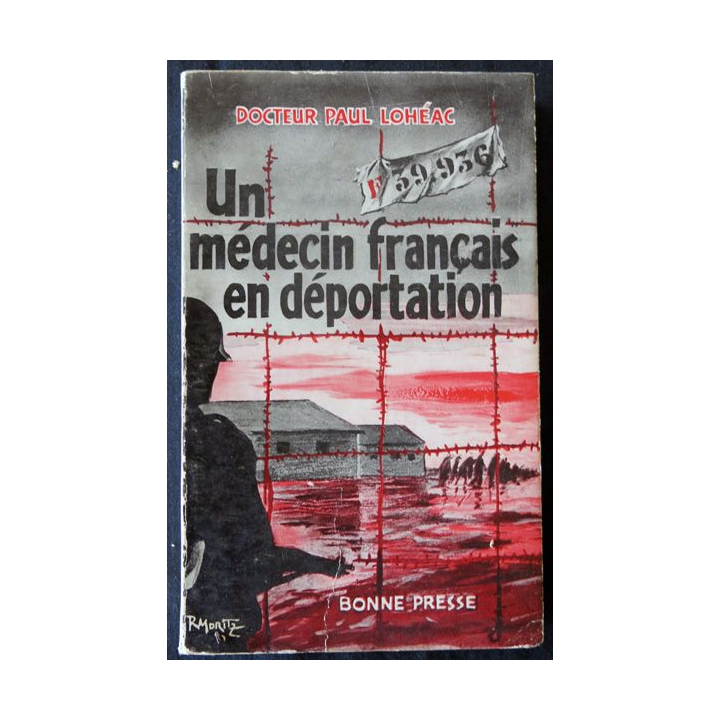 DOCTEUR PAUL LOHÉAC
F 39.936
Un
médecin français
en déportation
BONNE PRESSE
R MORITZ